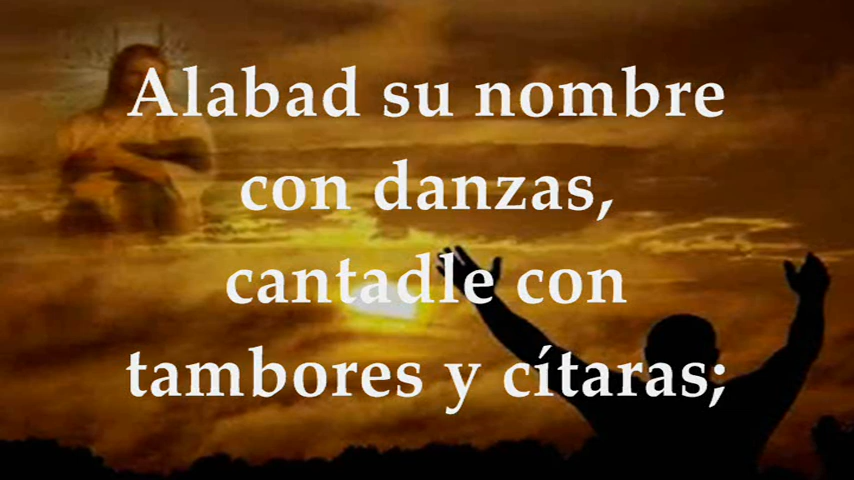 Alabad su nombre
con danzas,
cantadle con
tambores y cítaras;